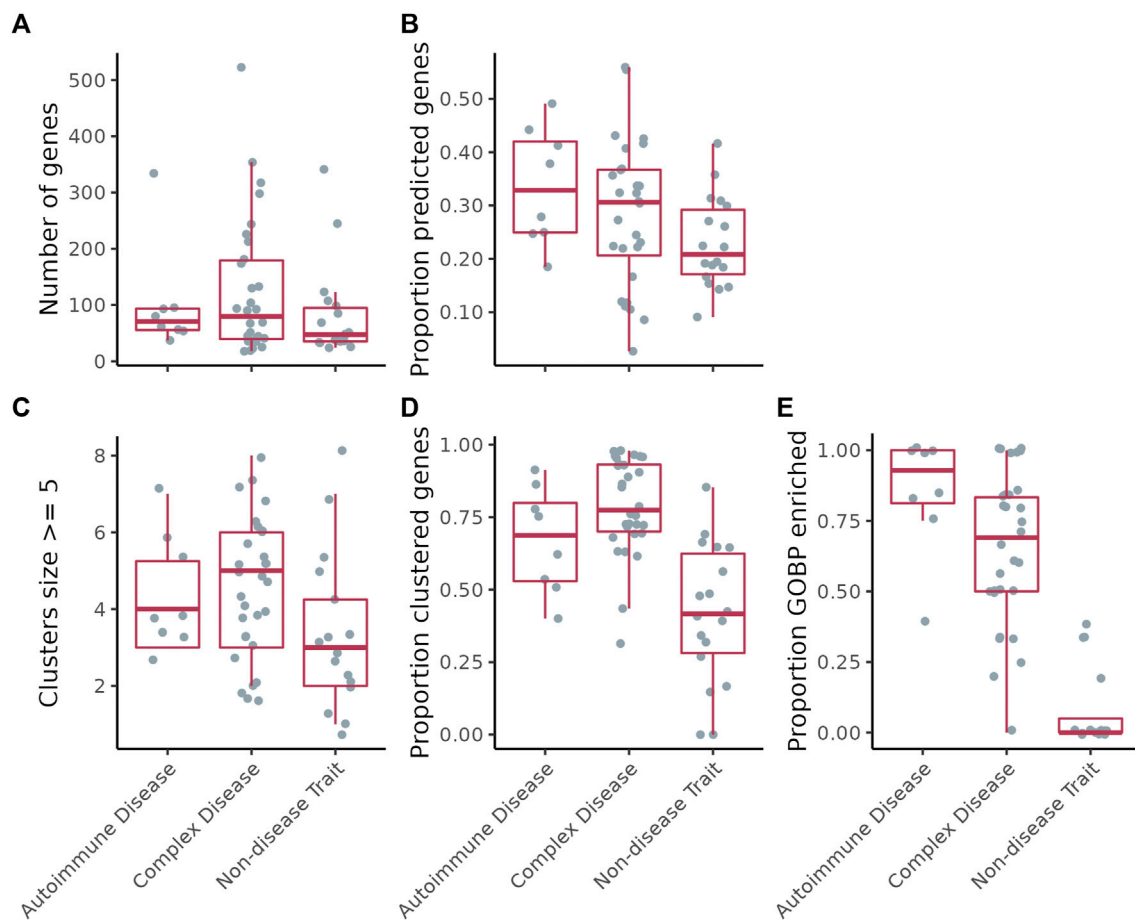 A
Number of genes
500
400
300
200
100
0
B
Proportion predicted genes
0.50
0.40
0.30
0.20
0.10
C
Clusters size >= 5
8
6
4
2
Autoimmune Disease
Complex Disease
Non-disease Trait
D
Proportion clustered genes
1.00
0.75
0.50
0.25
0.00
Autoimmune Disease
Complex Disease
Non-disease Trait
E
Proportion GOBP enriched
1.00
0.75
0.50
0.25
0.00
Autoimmune Disease
Complex Disease
Non-disease Trait